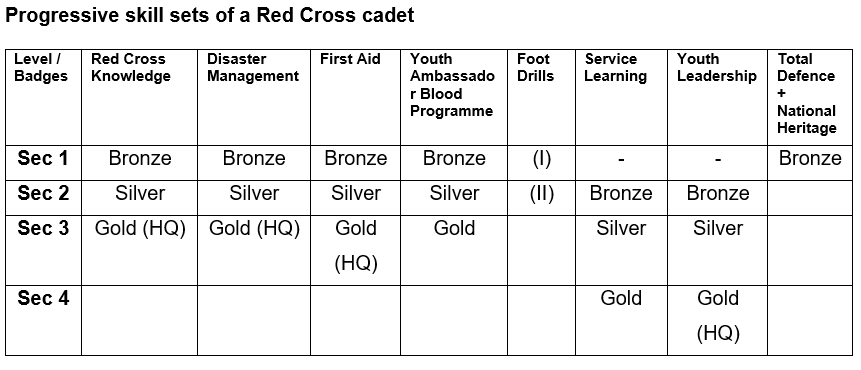 Progressive skill sets of a Red Cross cadet
Level / Badges | Red Cross Knowledge | Disaster Management | First Aid | Youth Ambassado r Blood Programme | Foot Drills | Service Learning | Youth Leadership | Total Defence + National Heritage
Sec 1 | Bronze | Bronze | Bronze | Bronze | (I) | - | - | Bronze
Sec 2 | Silver | Silver | Silver | Silver | (II) | Bronze | Bronze |
Sec 3 | Gold (HQ) | Gold (HQ) | Gold (HQ) | Gold | | Silver | Silver |
Sec 4 | | | | | | Gold | Gold (HQ) |